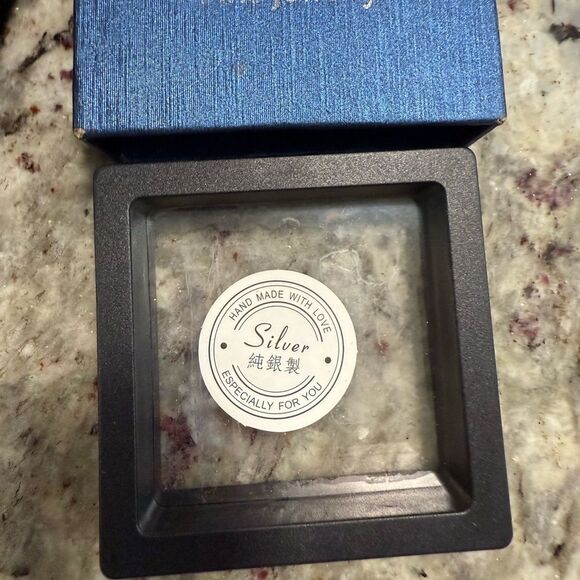 HAND MADE WITH LOVE
Silver
純銀製
ESPECIALLY FOR YOU